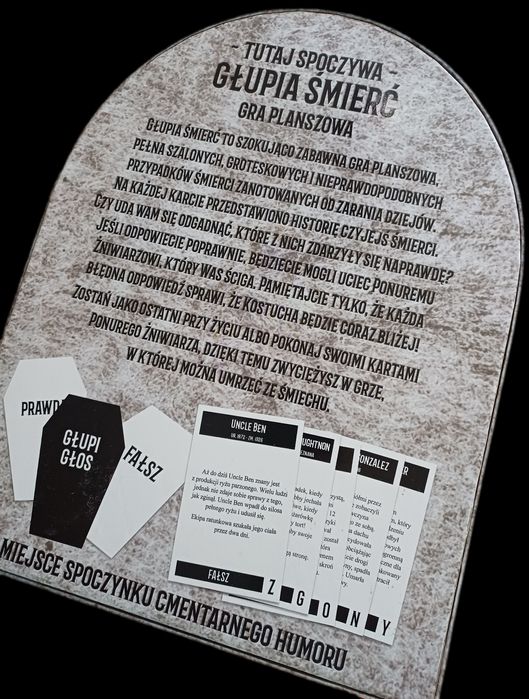 - TUTAJ SPOCZYWA -
GŁUPIA ŚMIERĆ
GRA PLANSZOWA
GŁUPIA ŚMIERĆ TO SZOKUJĄCO ZABAWNA GRA PLANSZOWA,
PEŁNA SZALONYCH, GROTESKOWYCH I NIEPRAWDOPODOBNYCH
PRZYPADKÓW ŚMIERCI ZANOTOWANYCH OD ZARANIA DZIEJÓW.
NA KAŻDEJ KARCIE PRZEDSTAWIONO HISTORIĘ CZYJEJŚ ŚMIERCI.
CZY UDA WAM SIĘ ODGADNĄĆ, KTÓRE Z NICH ZDARZYŁY SIĘ NAPRAWDĘ?
JEŚLI ODPOWIECIE POPRAWNIE, BĘDZIECIE MOGLI UCIEC PONUREMU
ŻNIWIARZOWI, KTÓRY WAS ŚCIGA. PAMIĘTAJCIE TYLKO, ŻE KAŻDA
BŁĘDNA ODPOWIEDŹ SPRAWI, ŻE KOSTUCHA BĘDZIE CORAZ BLIŻEJ!
ZOSTAŃ JAKO OSTATNI PRZY ŻYCIU ALBO POKONAJ SWOIMI KARTAMI
PONUREGO ŻNIWIARZA, DZIĘKI TEMU ZWYCIĘŻYSZ W GRZE,
W KTÓREJ MOŻNA UMRZEĆ ZE ŚMIECHU.
PRAWD
GŁUPI
GŁOS
FAŁSZ
UNCLE BEN
Aż do dziś Uncle Ben znany jest
z produkcji ryżu parzonego. Wielu ludzi
jednak nie zdaje sobie sprawy z tego,
jak zginął. Uncle Ben wpadł do silosa
pełnego ryżu i udusił się.
Ekipa ratunkowa szukała jego ciała
przez dwa dni.
FAŁSZ
Z
UGHTNON
G
O
ONZALEZ
N
R
Y
MIEJSCE SPOCZYNKU CMENTARNEGO HUMORU